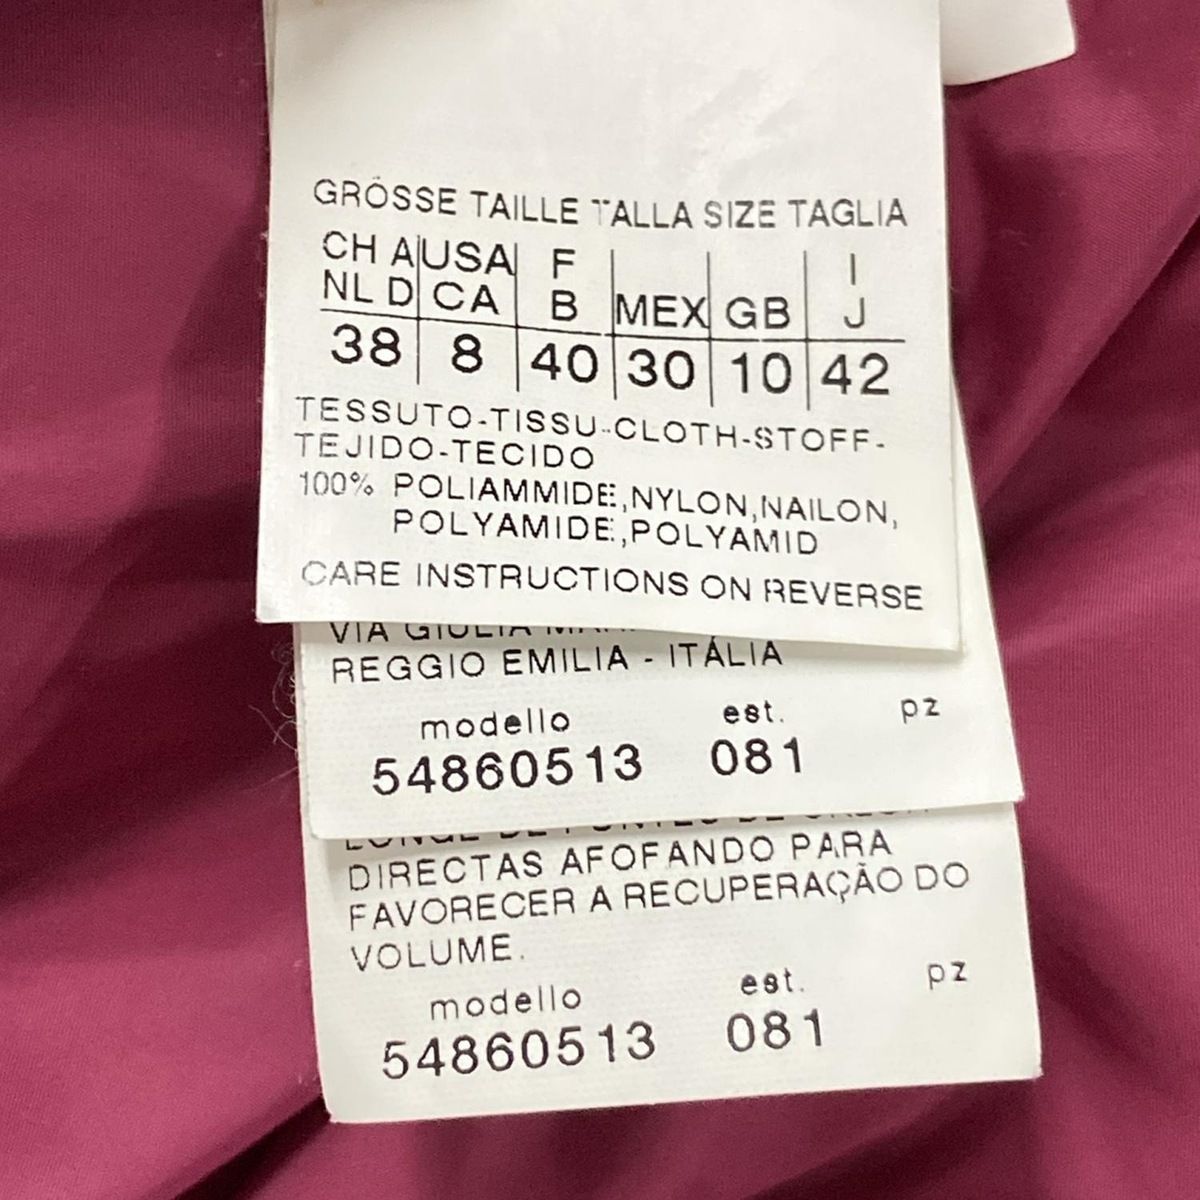 GRÖSSE TAILLE TALLA SIZE TAGLIA
CH A USA F I
NL D CA B MEX GB J
38 8 40 30 10 42
TESSUTO-TISSU-CLOTH-STOFF-
TEJIDO-TECIDO
100% POLIAMMIDE,NYLON,NAILON,
POLYAMIDE,POLYAMID
CARE INSTRUCTIONS ON REVERSE
VIA GIULIA
REGGIO EMILIA - ITÁLIA
modello est. pz
54860513 081
DIRECTAS AFOFANDO PARA
FAVORECER A RECUPERAÇÃO DO
VOLUME.
modello est. pz
54860513 081